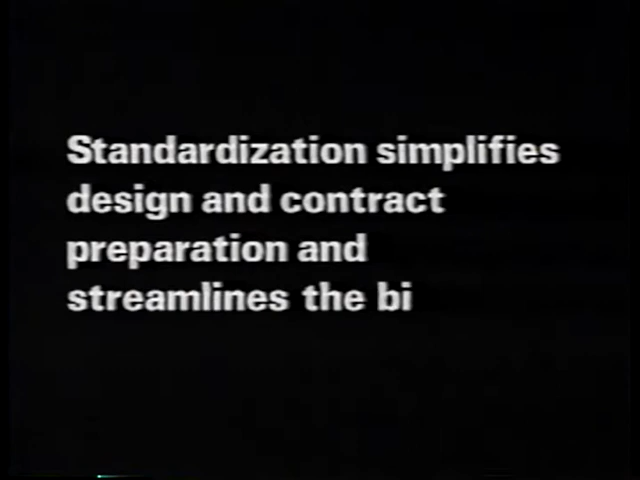 Standardization simplifies
design and contract
preparation and
streamlines the bi